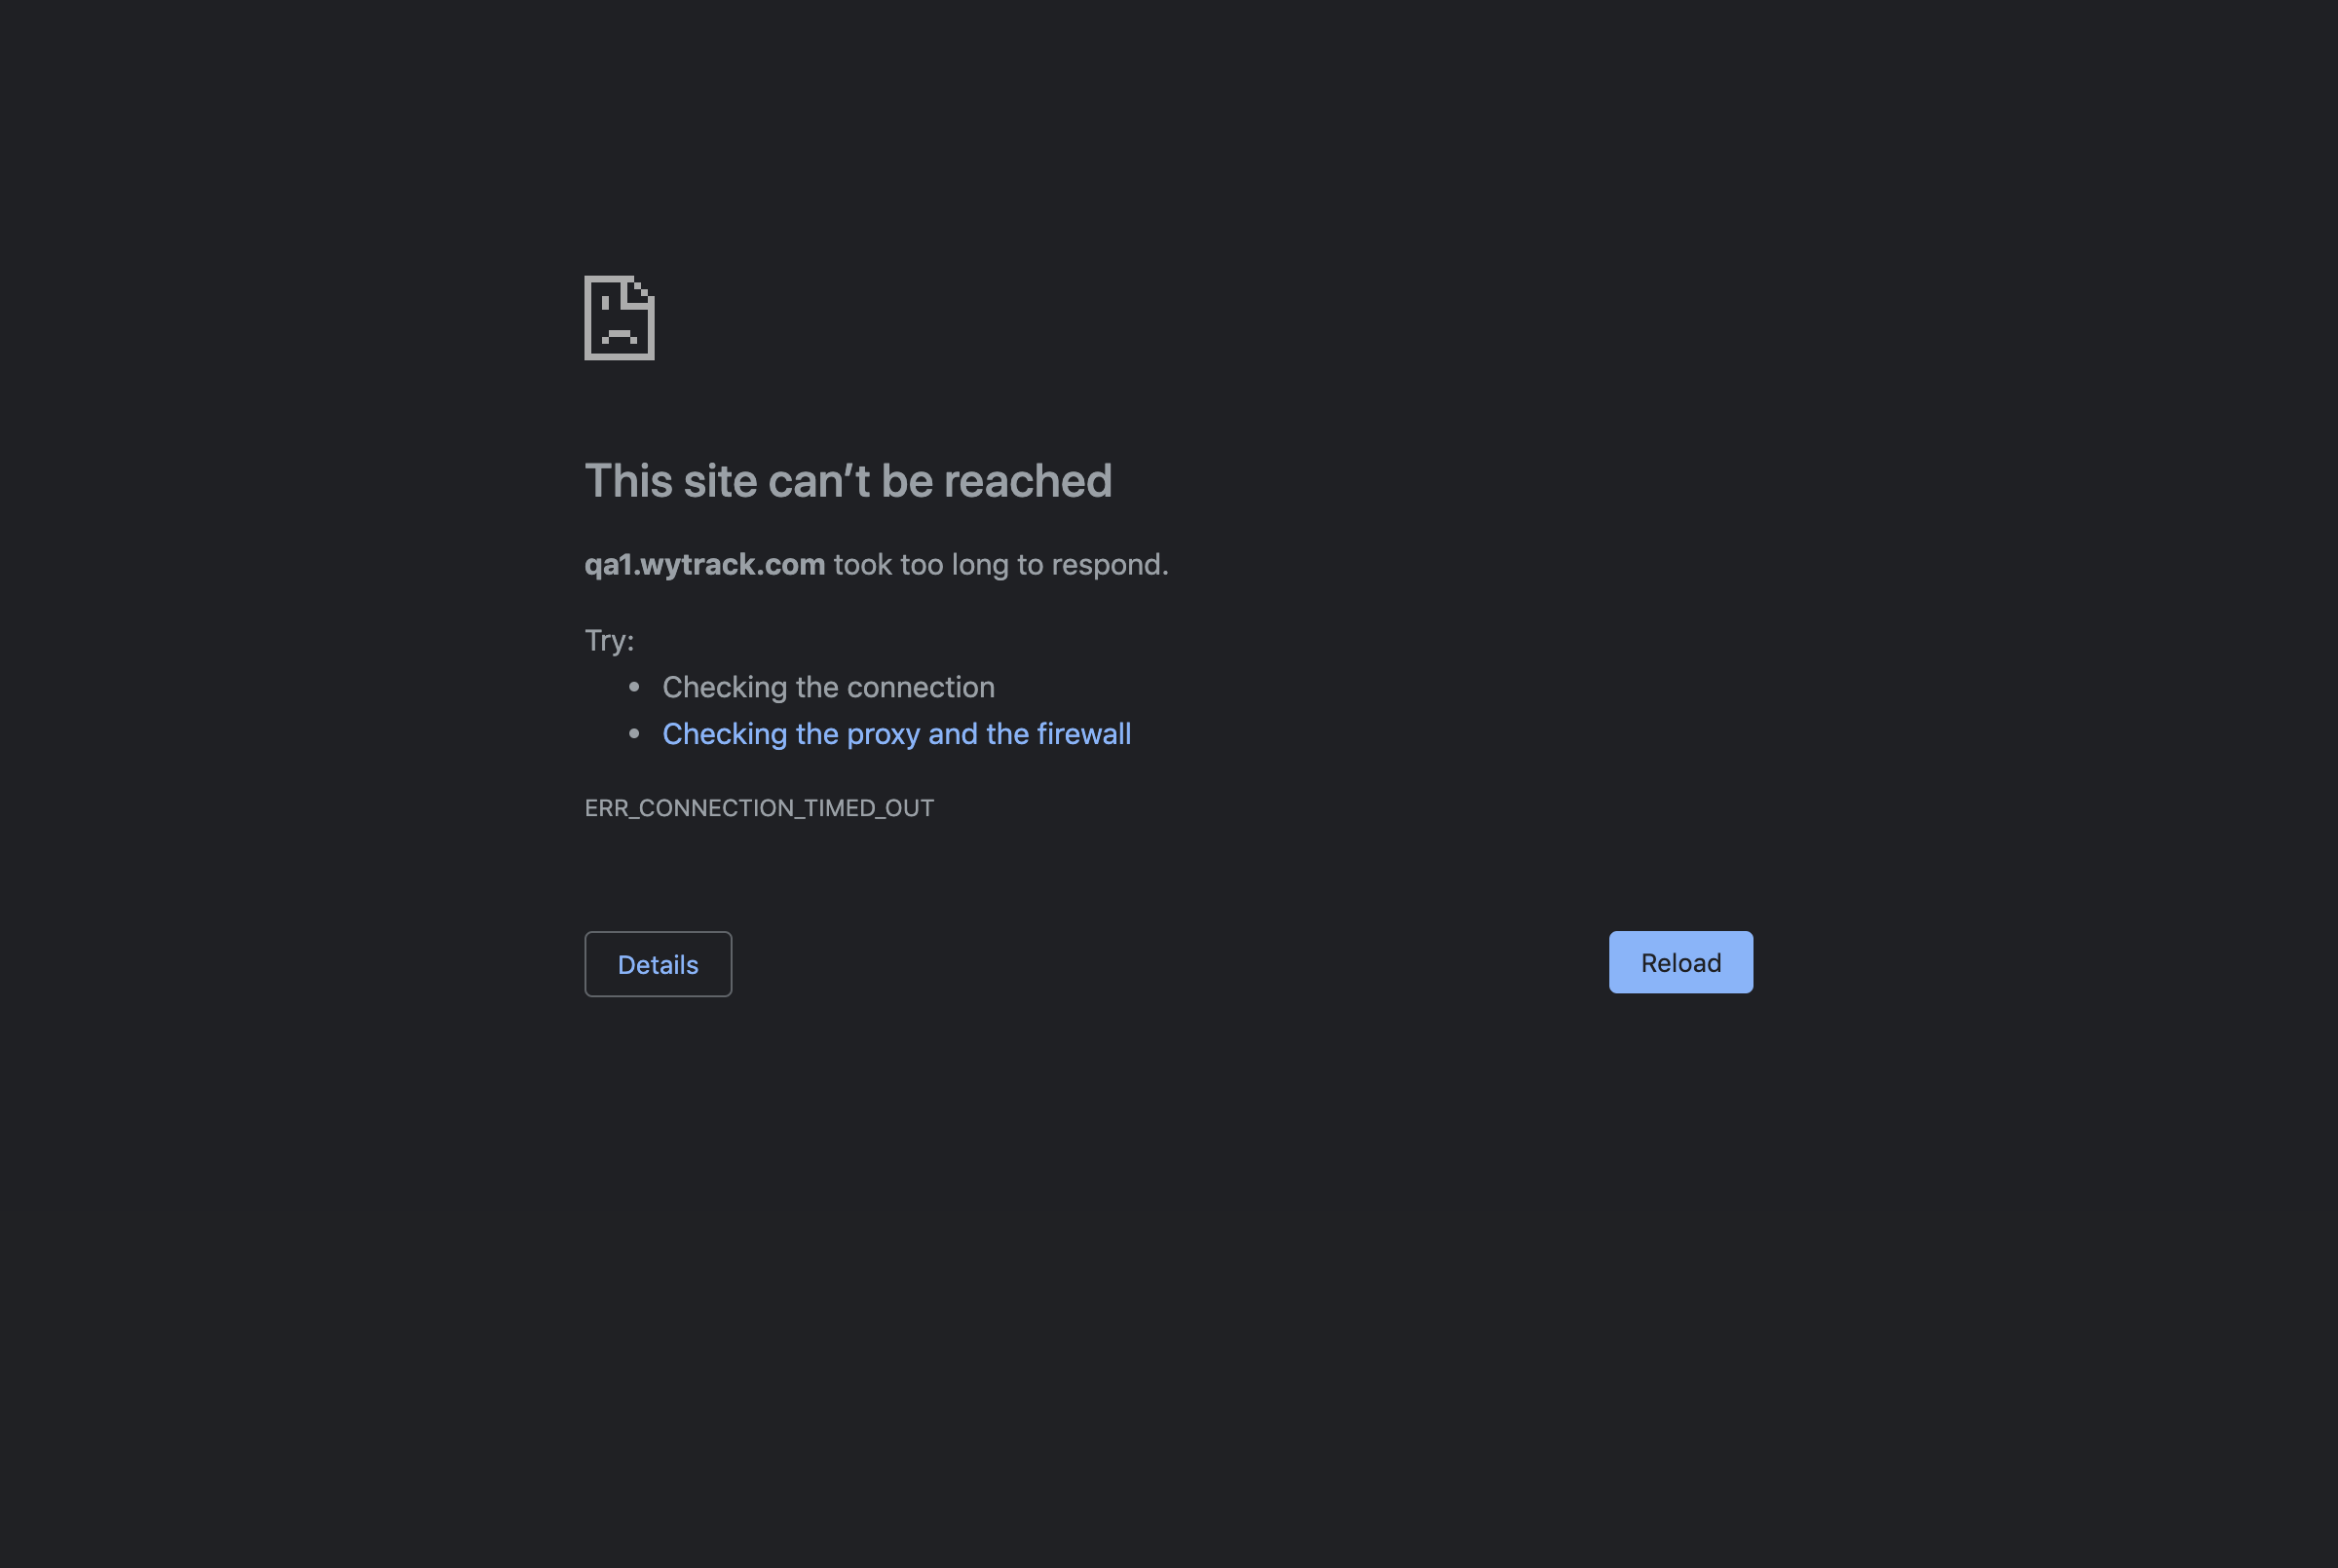 This site can’t be reached
qa1.wytrack.com took too long to respond.
Try:
• Checking the connection
• Checking the proxy and the firewall
ERR_CONNECTION_TIMED_OUT
Details
Reload